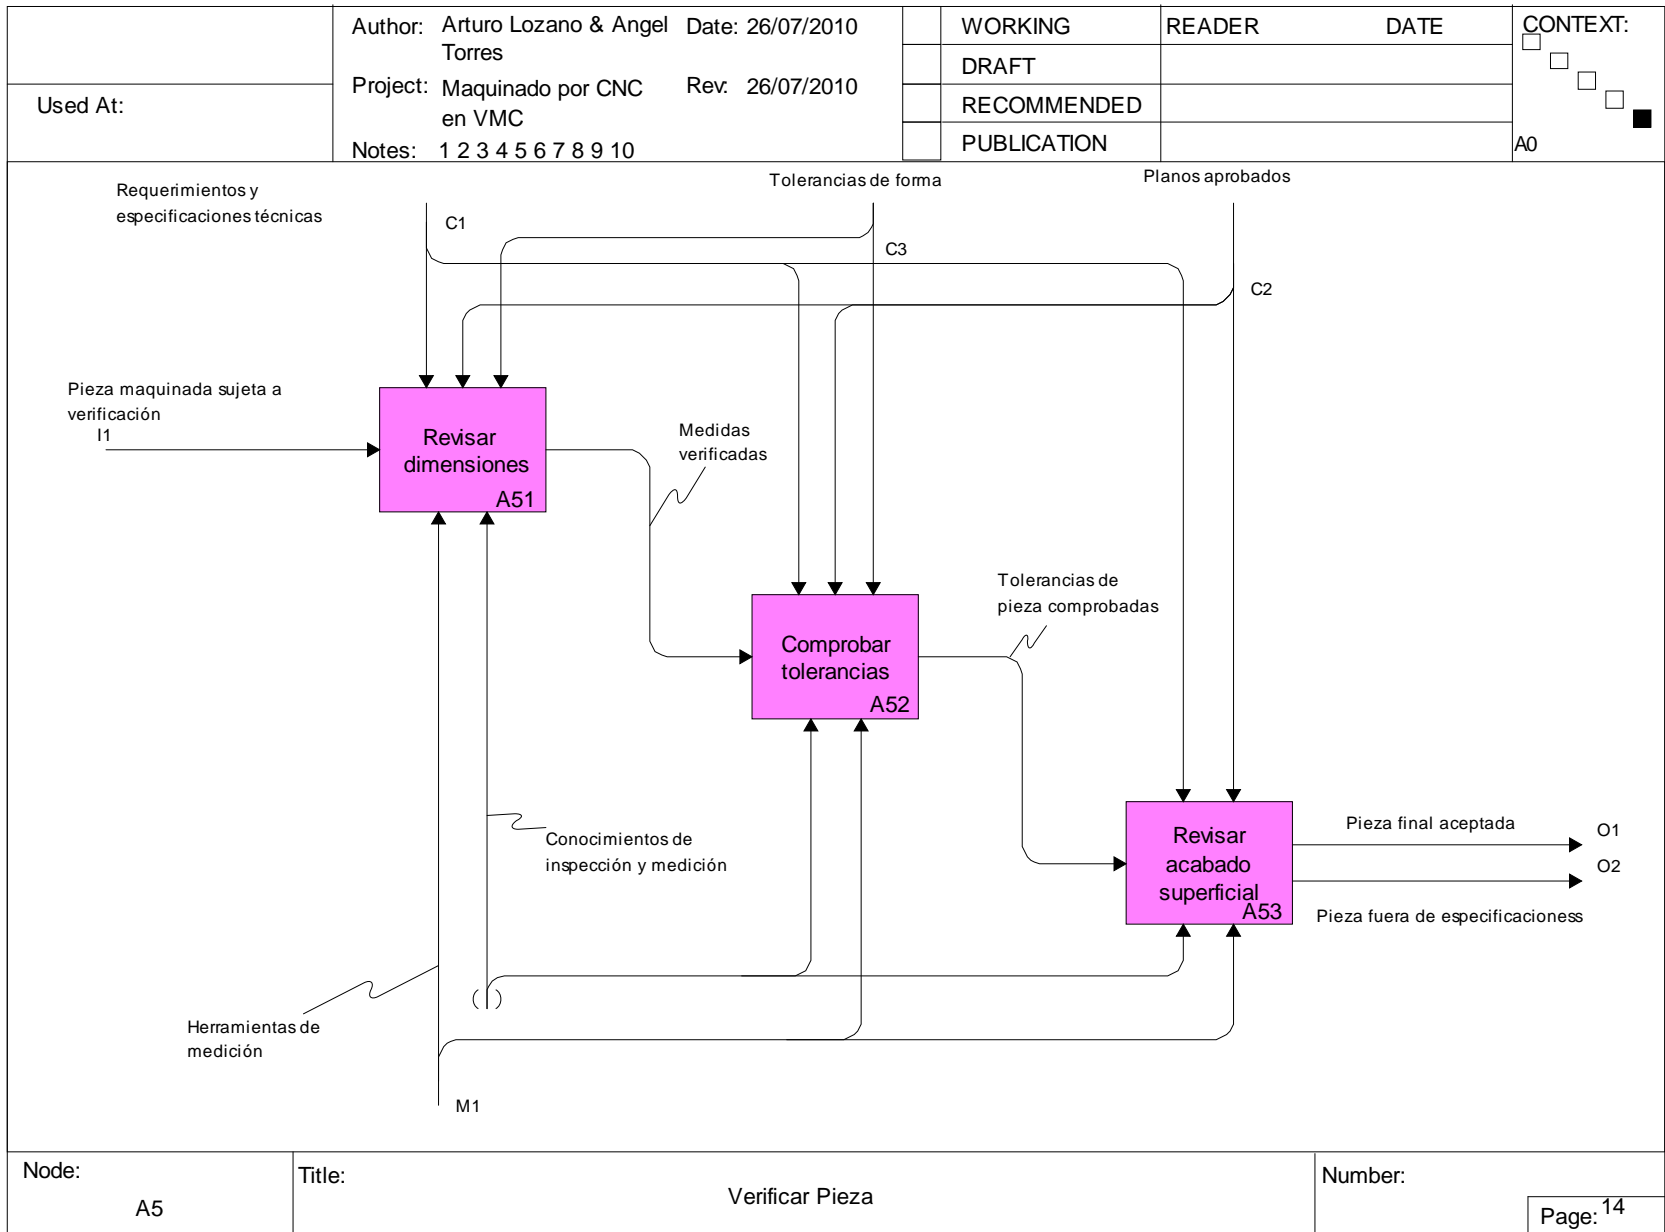 Used At:
Author: Arturo Lozano & Angel
Torres
Date: 26/07/2010
Project: Maquinado por CNC
en VMC
Rev: 26/07/2010
Notes: 1 2 3 4 5 6 7 8 9 10
WORKING
DRAFT
RECOMMENDED
PUBLICATION
READER
DATE
CONTEXT:
A0
Requerimientos y
especificaciones técnicas
C1
Tolerancias de forma
C3
Planos aprobados
C2
Pieza maquinada sujeta a
verificación
I1
Revisar
dimensiones
A51
Medidas
verificadas
Comprobar
tolerancias
A52
Tolerancias de
pieza comprobadas
Revisar
acabado
superficial
A53
Pieza final aceptada
O1
O2
Pieza fuera de especificacioness
Conocimientos de
inspección y medición
Herramientas de
medición
M1
Node:
A5
Title:
Verificar Pieza
Number:
Page: 14